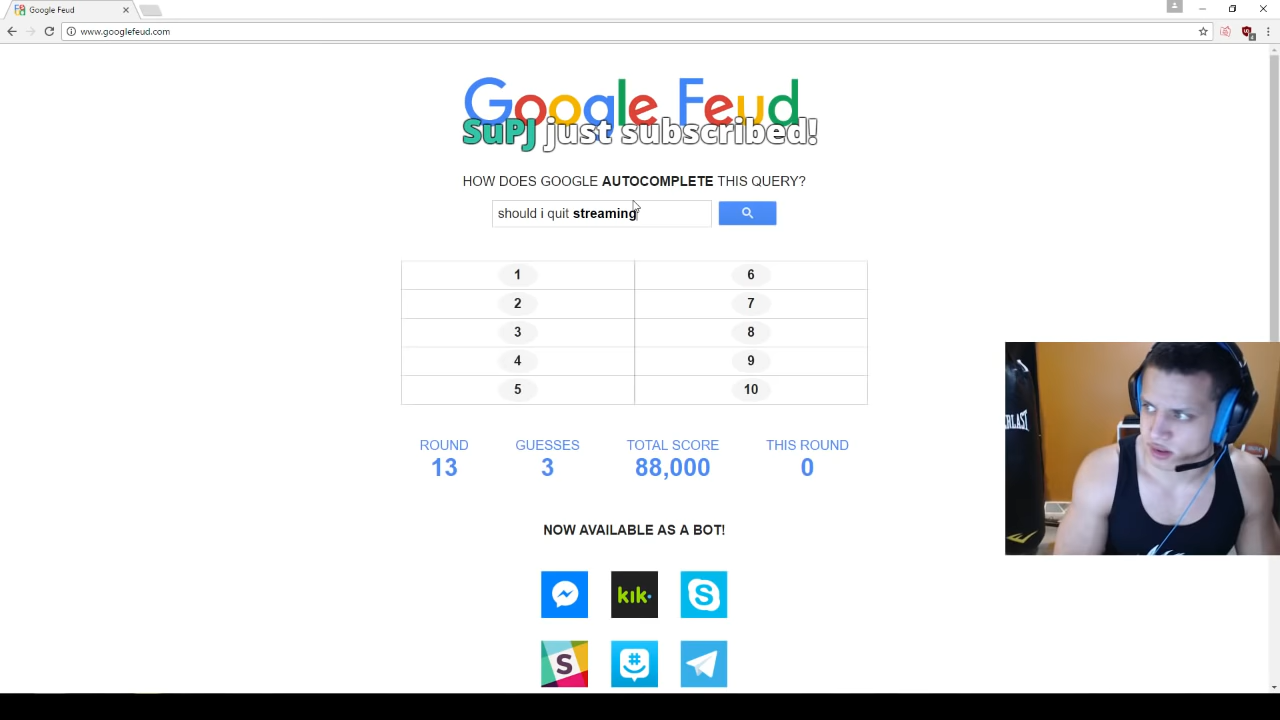 Google Feud
www.googlefeud.com
Google Feud
SuPJ just subscribed!
HOW DOES GOOGLE AUTOCOMPLETE THIS QUERY?
should i quit streaming
1 6
2 7
3 8
4 9
5 10
ROUND GUESSES TOTAL SCORE THIS ROUND
13 3 88,000 0
NOW AVAILABLE AS A BOT!
kik.
S
S
#
EVERLAST